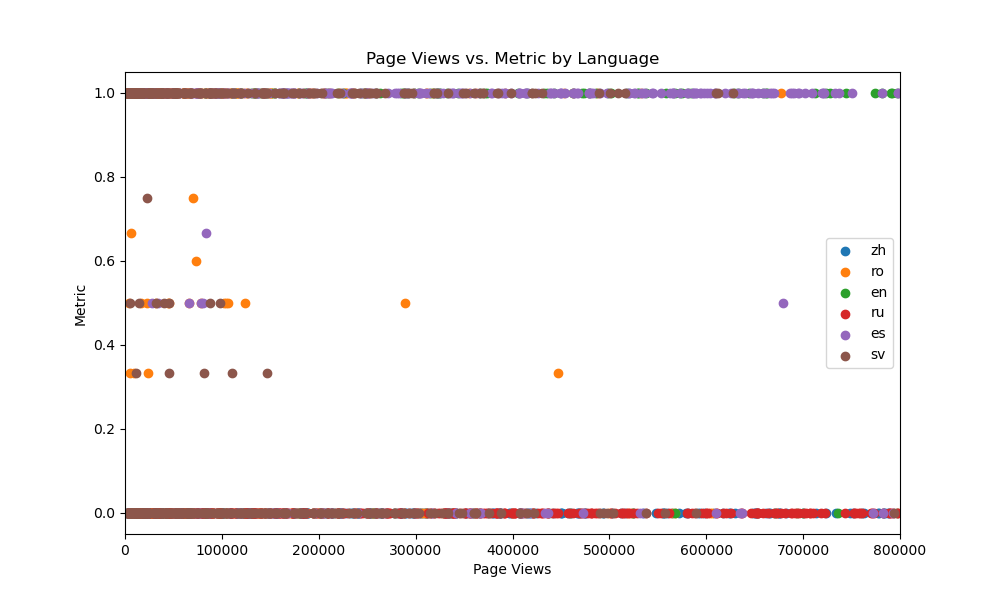 Page Views vs. Metric by Language
Metric
1.0
0.8
0.6
0.4
0.2
0.0
zh
ro
en
ru
es
sv
0 100000 200000 300000 400000 500000 600000 700000 800000
Page Views